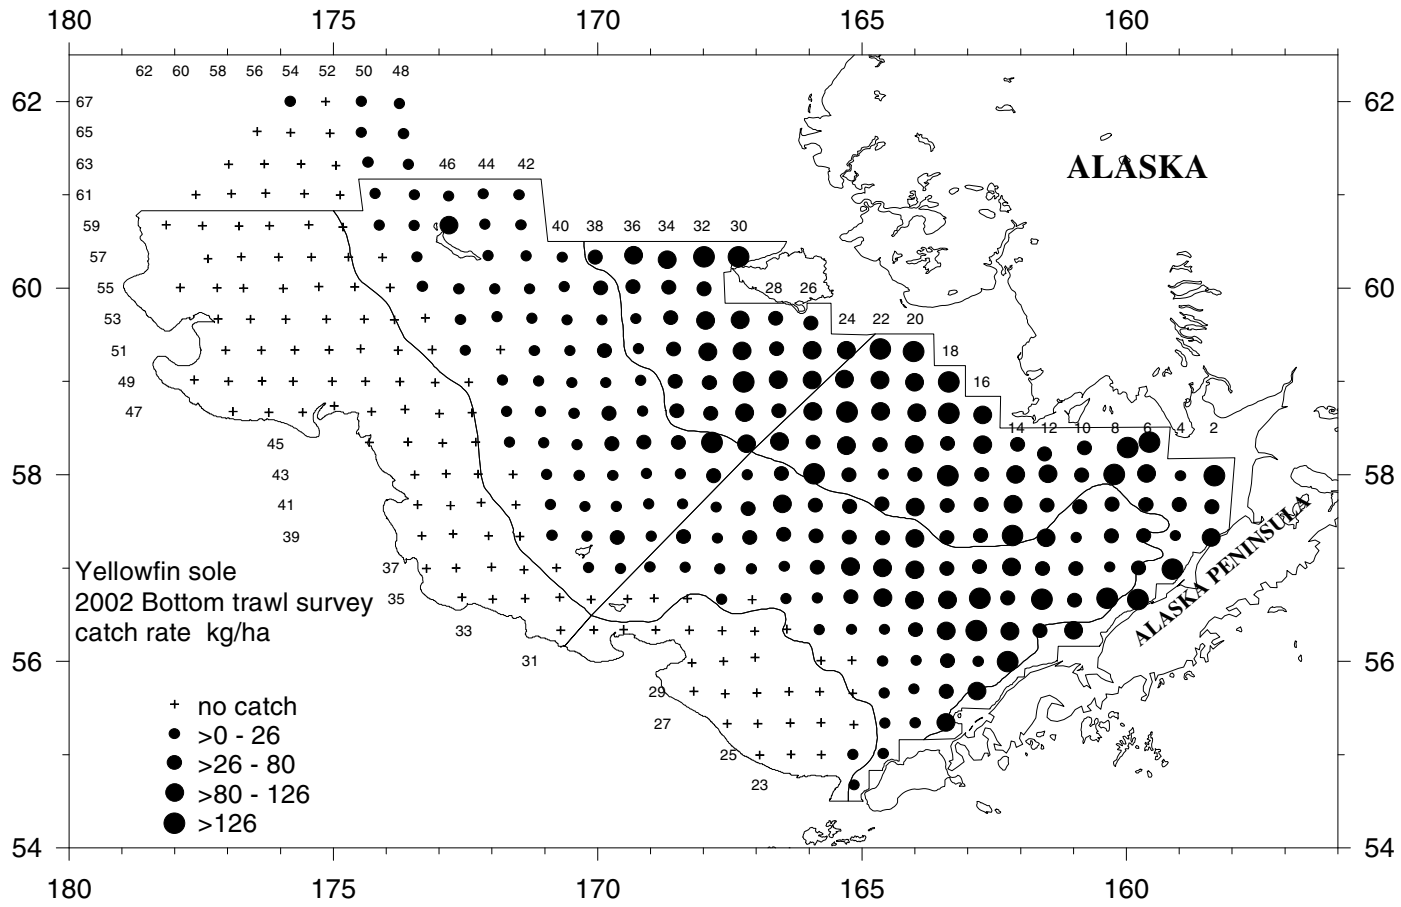 180 175 170 165 160
62 60 58 56 54 52 50 48
62 67 62
65
63 46 44 42
ALASKA
61
59 40 38 36 34 32 30
57
60 55 28 26 60
53 24 22 20
51 18
49 16
47
14 12 10 8 6 4 2
45
58 43 58
41
39
ALASKA PENINSULA
37
Yellowfin sole
35
2002 Bottom trawl survey
catch rate kg/ha
33
56 31 56
29
27
25
23
no catch
>0 - 26
>26 - 80
>80 - 126
>126
54 54
180 175 170 165 160